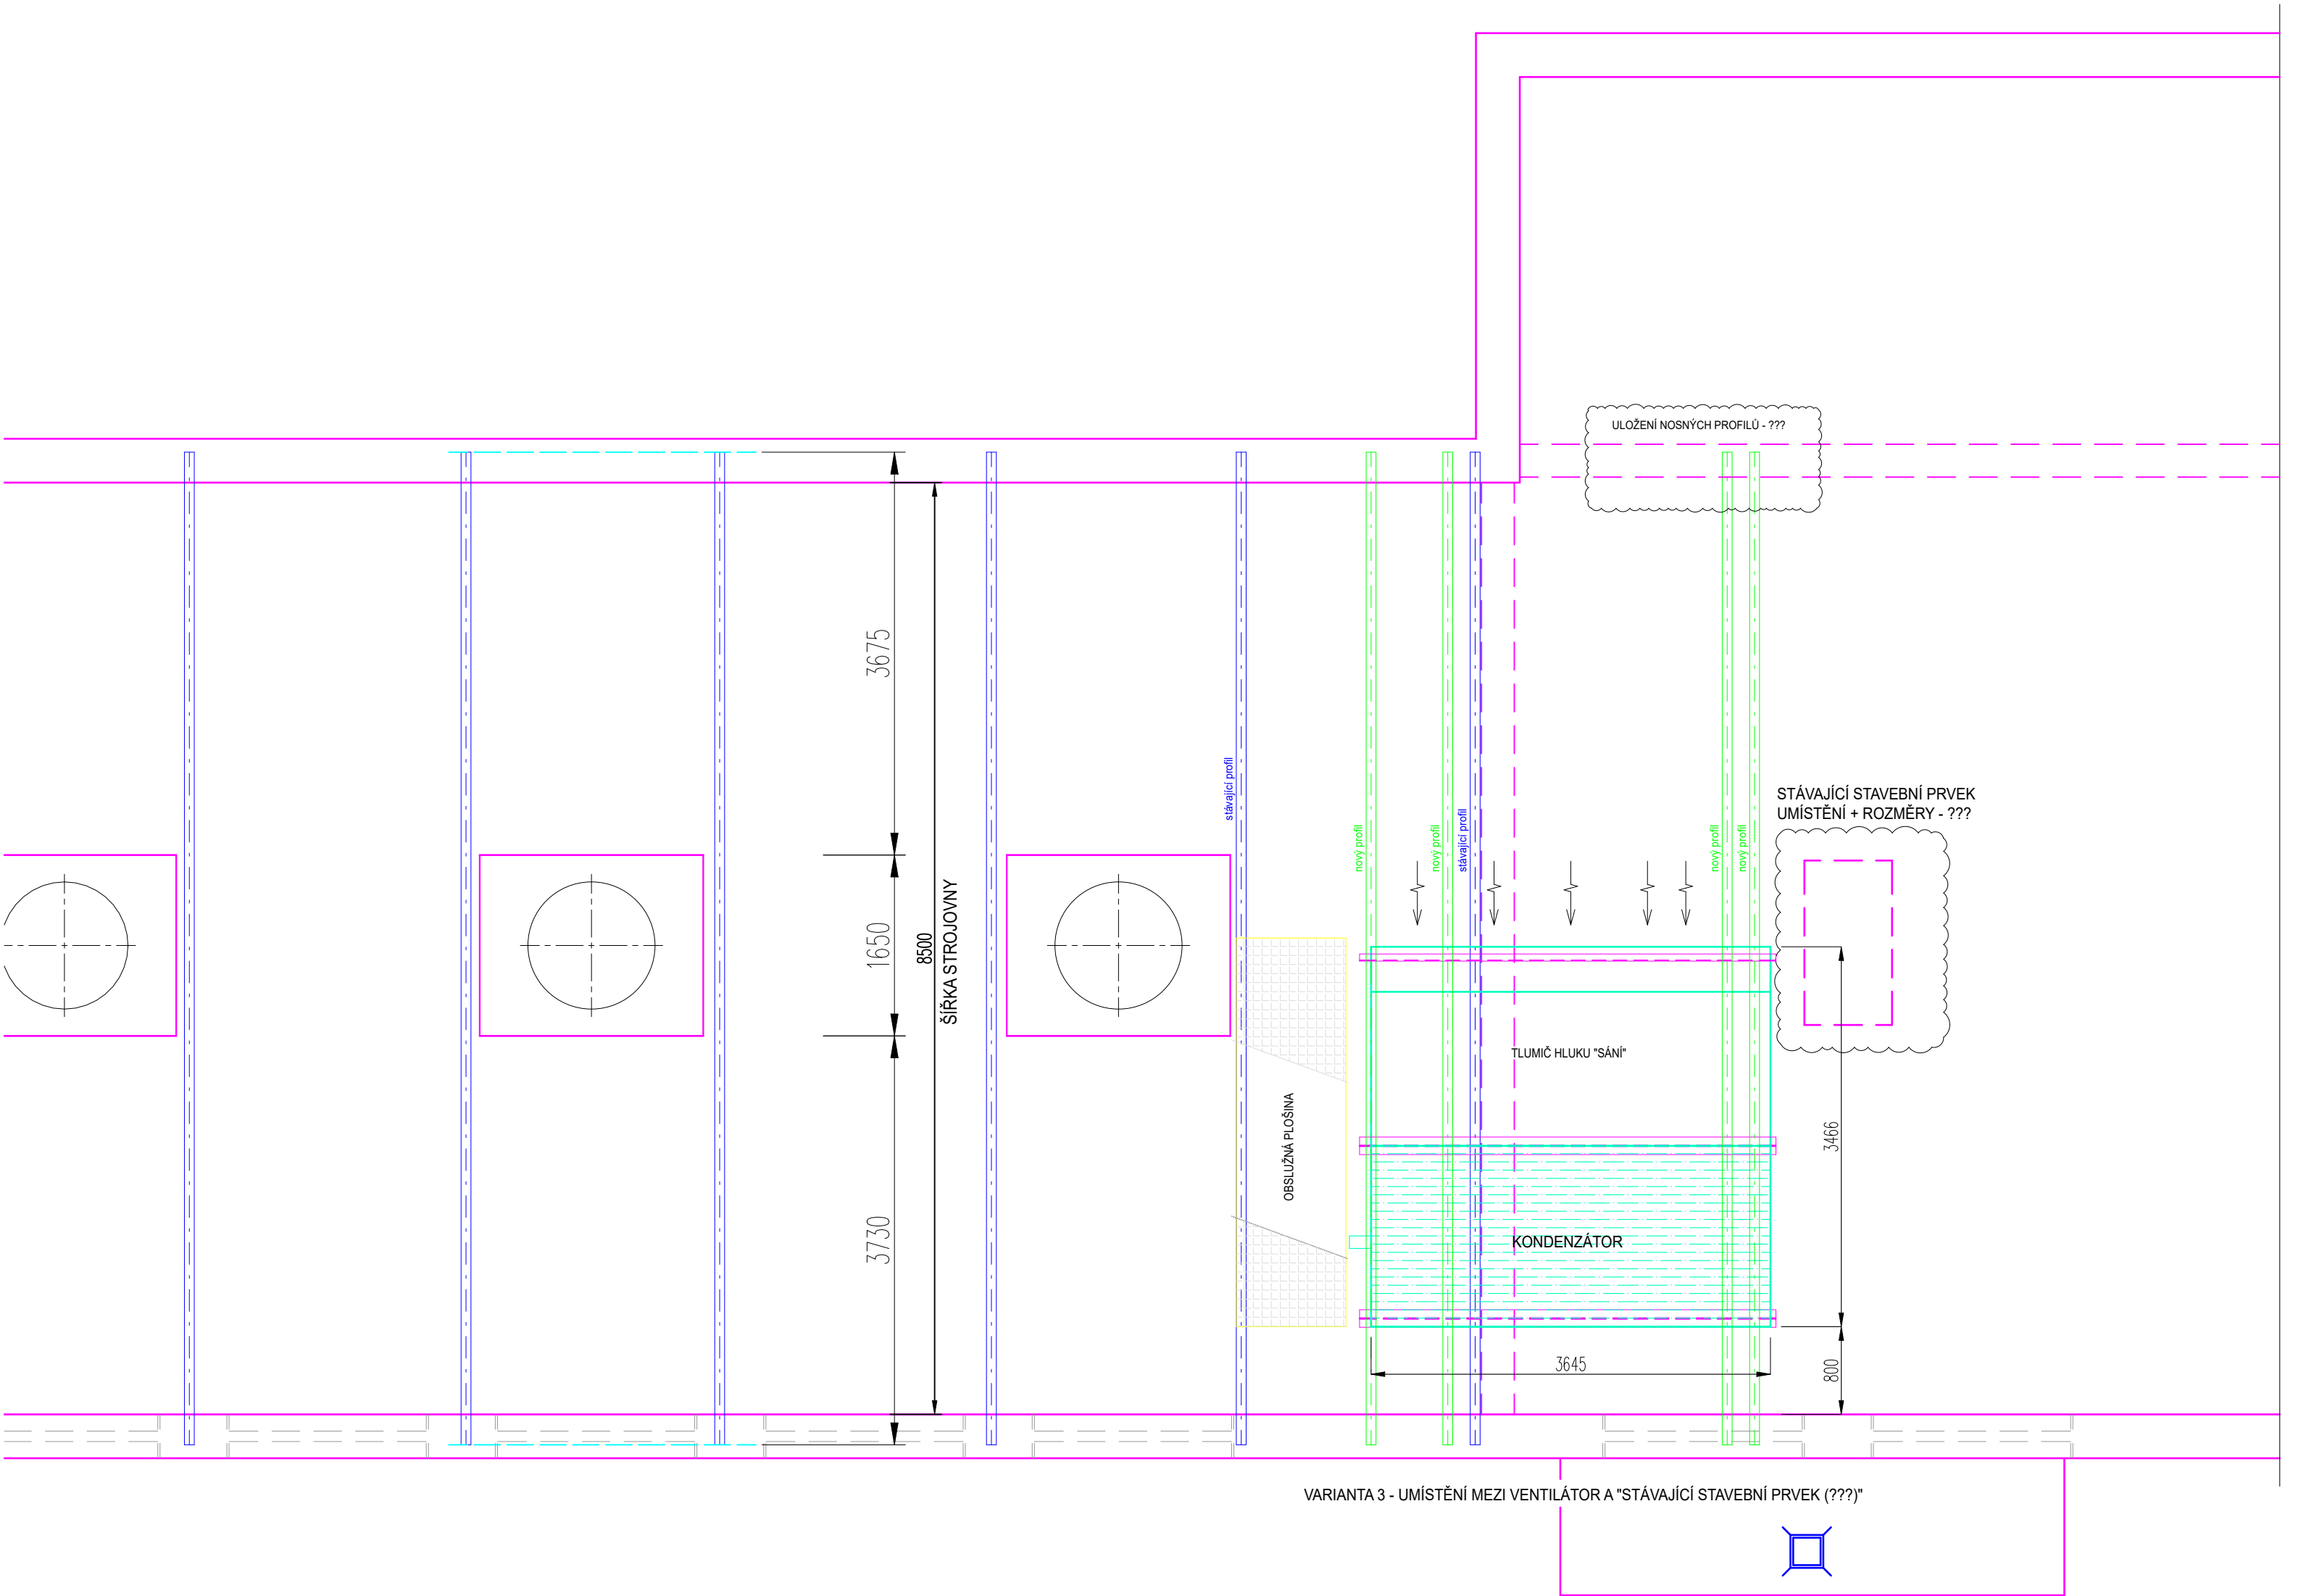 ULOŽENÍ NOSNÝCH PROFILŮ - ???
3675
stávající profil
STÁVAJÍCÍ STAVEBNÍ PRVEK
UMÍSTĚNÍ + ROZMĚRY - ???
nový profil
nový profil
stávající profil
nový profil
nový profil
1650
8500
ŠÍŘKA STROJOVNY
TLUMIČ HLUKU "SÁNÍ"
OBSLUŽNÁ PLOŠINA
3466
3730
KONDENZÁTOR
3645
800
VARIANTA 3 - UMÍSTĚNÍ MEZI VENTILÁTOR A "STÁVAJÍCÍ STAVEBNÍ PRVEK (???)"